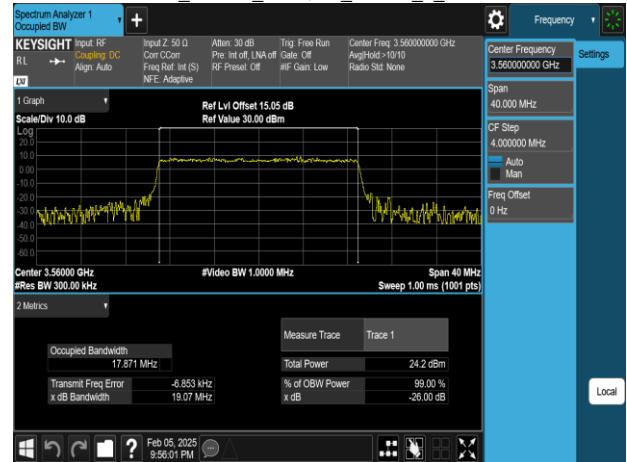 Spectrum Analyzer 1
Occupied BW
Frequency
KEYSIGHT
RL
LXI
Input: RF
Coupling: DC
Align: Auto
Input Z: 50 Ω
Corr CCorr
Freq Ref: Int (S)
NFE: Adaptive
Atten: 30 dB
Pre: Int off, LNA off
RF Presel: Off
Trig: Free Run
Gate: Off
#IF Gain: Low
Center Freq: 3.560000000 GHz
Avg|Hold:>10/10
Radio Std: None
Center Frequency
3.560000000 GHz
Settings
Span
40.000 MHz
CF Step
4.000000 MHz
Auto
Man
Freq Offset
0 Hz
1 Graph
Scale/Div 10.0 dB
Ref Lvl Offset 15.05 dB
Ref Value 30.00 dBm
Log
20.0
10.0
0.00
-10.0
-20.0
-30.0
-40.0
-50.0
-60.0
Center 3.56000 GHz
#Video BW 1.0000 MHz
Span 40 MHz
#Res BW 300.00 kHz
Sweep 1.00 ms (1001 pts)
2 Metrics
Measure Trace
Trace 1
Occupied Bandwidth
17.871 MHz
Total Power
24.2 dBm
Transmit Freq Error
-6.853 kHz
% of OBW Power
99.00 %
x dB Bandwidth
19.07 MHz
x dB
-26.00 dB
Local
?
Feb 05, 2025
9:56:01 PM